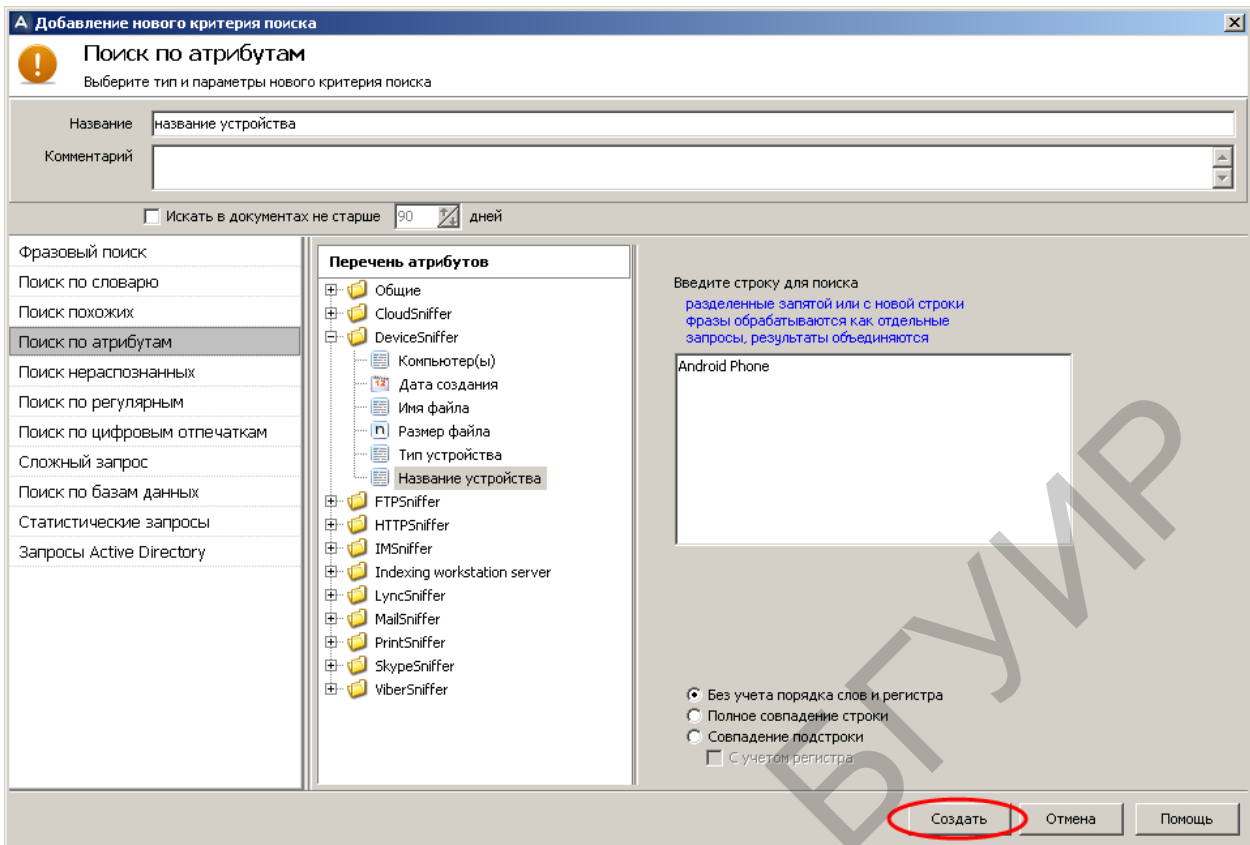 Добавление нового критерия поиска
Поиск по атрибутам
Выберите тип и параметры нового критерия поиска
Название название устройства
Комментарий
Искать в документах не старше 90 дней
Фразовый поиск
Поиск по словарю
Поиск похожих
Поиск по атрибутам
Поиск нераспознанных
Поиск по регулярным
Поиск по цифровым отпечаткам
Сложный запрос
Поиск по базам данных
Статистические запросы
Запросы Active Directory
Перечень атрибутов
Общие
CloudSniffer
DeviceSniffer
Компьютер(ы)
Дата создания
Имя файла
Размер файла
Тип устройства
Название устройства
FTPSniffer
HTTPSniffer
IMSniffer
Indexing workstation server
LyncSniffer
MailSniffer
PrintSniffer
SkypeSniffer
ViberSniffer
Введите строку для поиска
разделенные запятой или с новой строки
фразы обрабатываются как отдельные
запросы, результаты объединяются
Android Phone
Без учета порядка слов и регистра
Полное совпадение строки
Совпадение подстроки
С учетом регистра
Создать Отмена Помощь
БГУИР